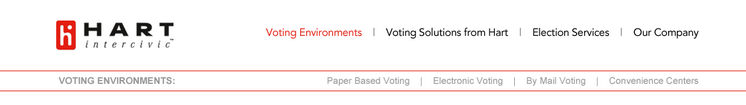 HART
intercivic™
Voting Environments | Voting Solutions from Hart | Election Services | Our Company
VOTING ENVIRONMENTS: Paper Based Voting | Electronic Voting | By Mail Voting | Convenience Centers